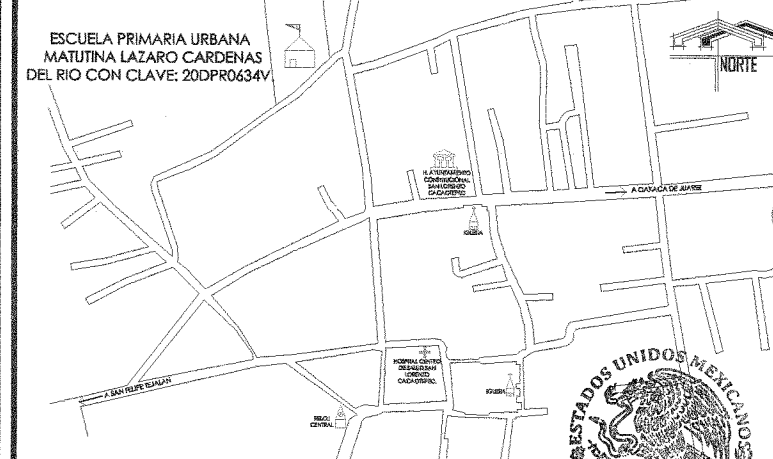 ESCUELA PRIMARIA URBANA
MATUTINA LAZARO CARDENAS
DEL RIO CON CLAVE: 20DPR0634V
NORTE
H. AYUNTAMIENTO
CONSTITUCIONAL
SAN LORENZO
CACAOTEPEC
A OAXACA DE JUAREZ
IGLESIA
HOSPITAL CENTRO
DE SALUD SAN
LORENZO
CACAOTEPEC.
IGLESIA
A SAN FELIPE TEJALAN
RELOJ
CENTRAL
ESTADOS UNIDOS MEXICANOS